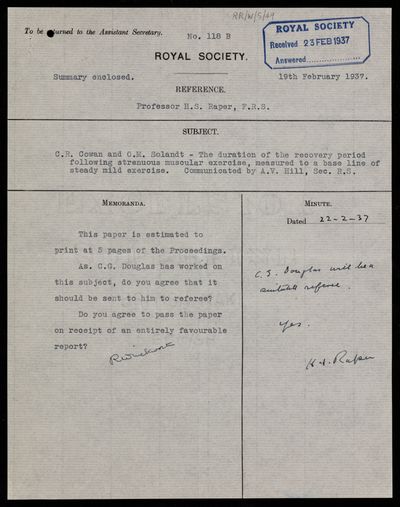 RR/N/5/69
To be returned to the Assistant Secretary.
No. 118 B
ROYAL SOCIETY
Received 23 FEB 1937
Answered
ROYAL SOCIETY.
Summary enclosed.
19th February 1937.
REFERENCE.
Professor H.S. Raper, F.R.S.
SUBJECT.
C.R. Cowan and O.M. Solandt - The duration of the recovery period
following strenuous muscular exercise, measured to a base line of
steady mild exercise. Communicated by A.V. Hill, Sec. R.S.
MEMORANDA.
This paper is estimated to
print at 5 pages of the Proceedings.
As. C.G. Douglas has worked on
this subject, do you agree that it
should be sent to him to referee?
Do you agree to pass the paper
on receipt of an entirely favourable
report?
MINUTE.
Dated 22-2-37
C. G. Douglas will be a
suitable referee.
Yes.
H. S. Raper